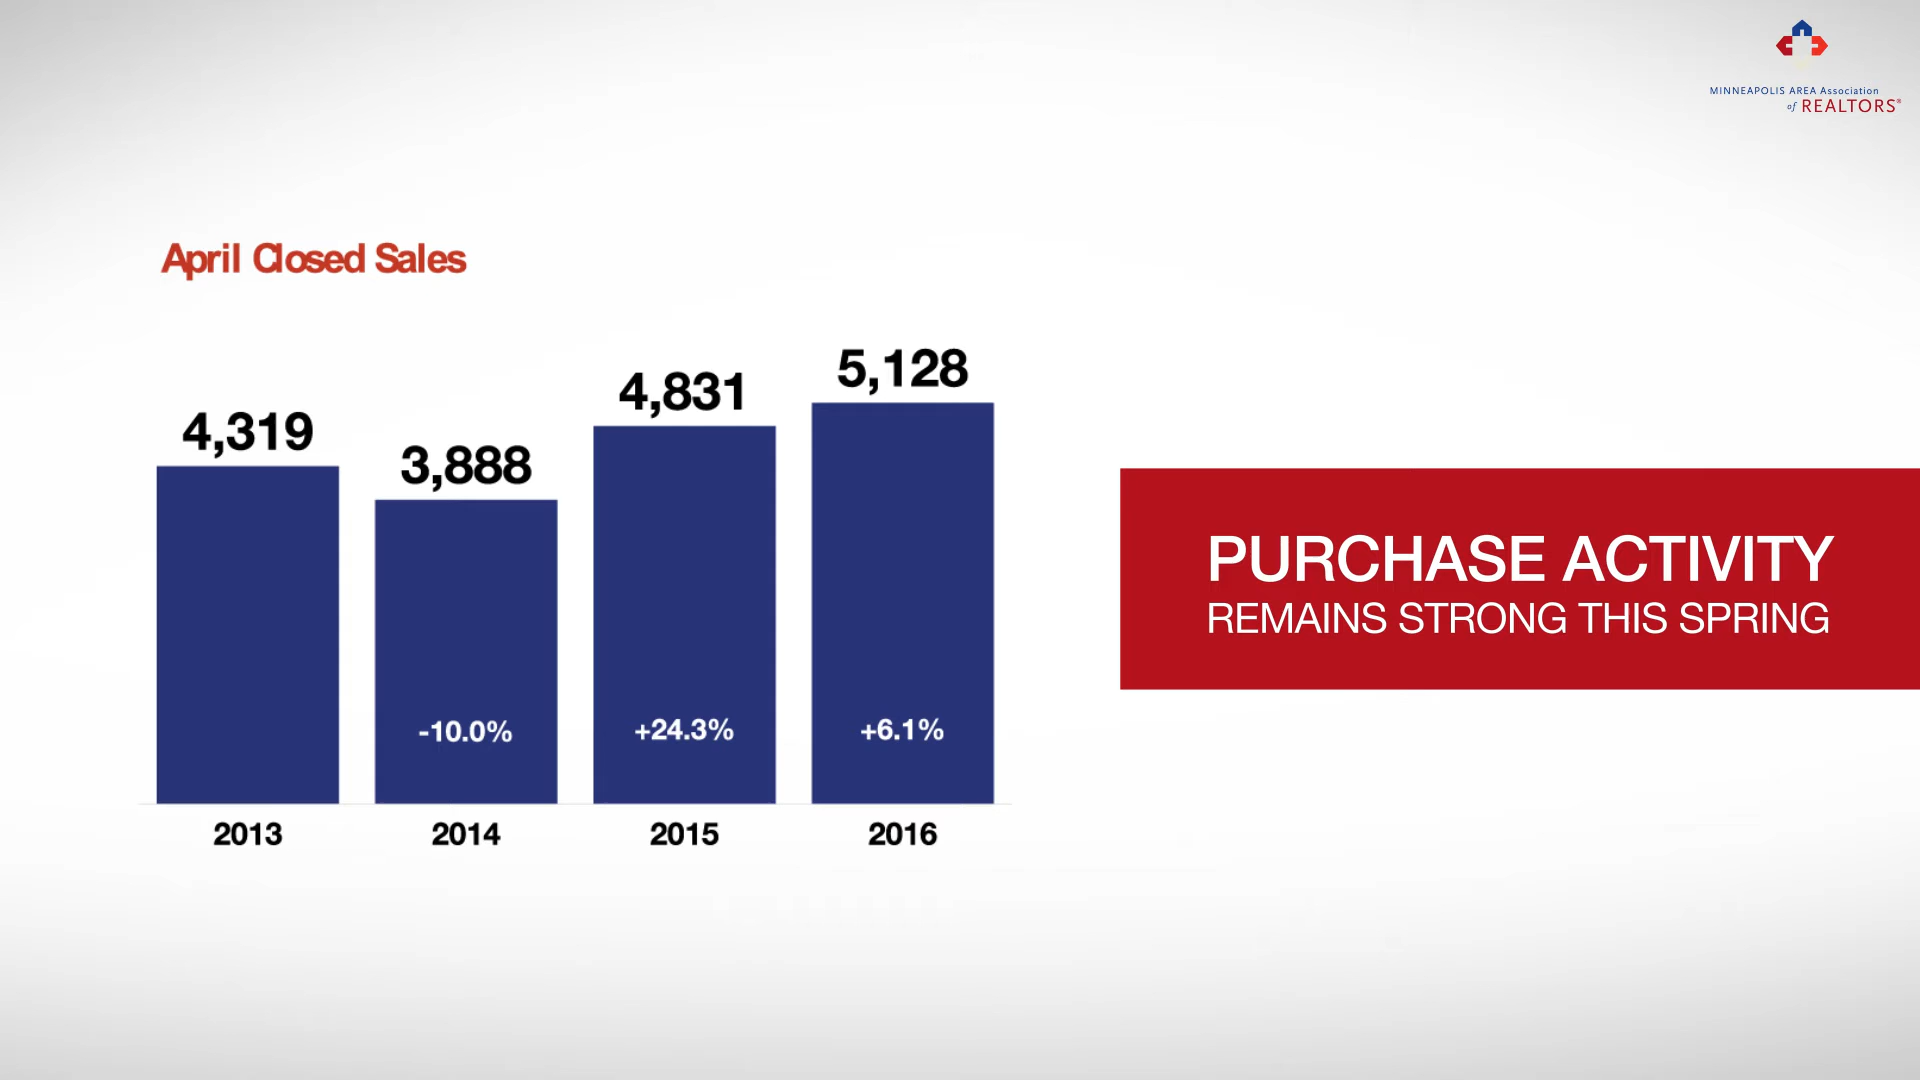 MINNEAPOLIS AREA Association
of REALTORS®
April Closed Sales
4,319
3,888
4,831
5,128
-10.0%
+24.3%
+6.1%
2013
2014
2015
2016
PURCHASE ACTIVITY
REMAINS STRONG THIS SPRING